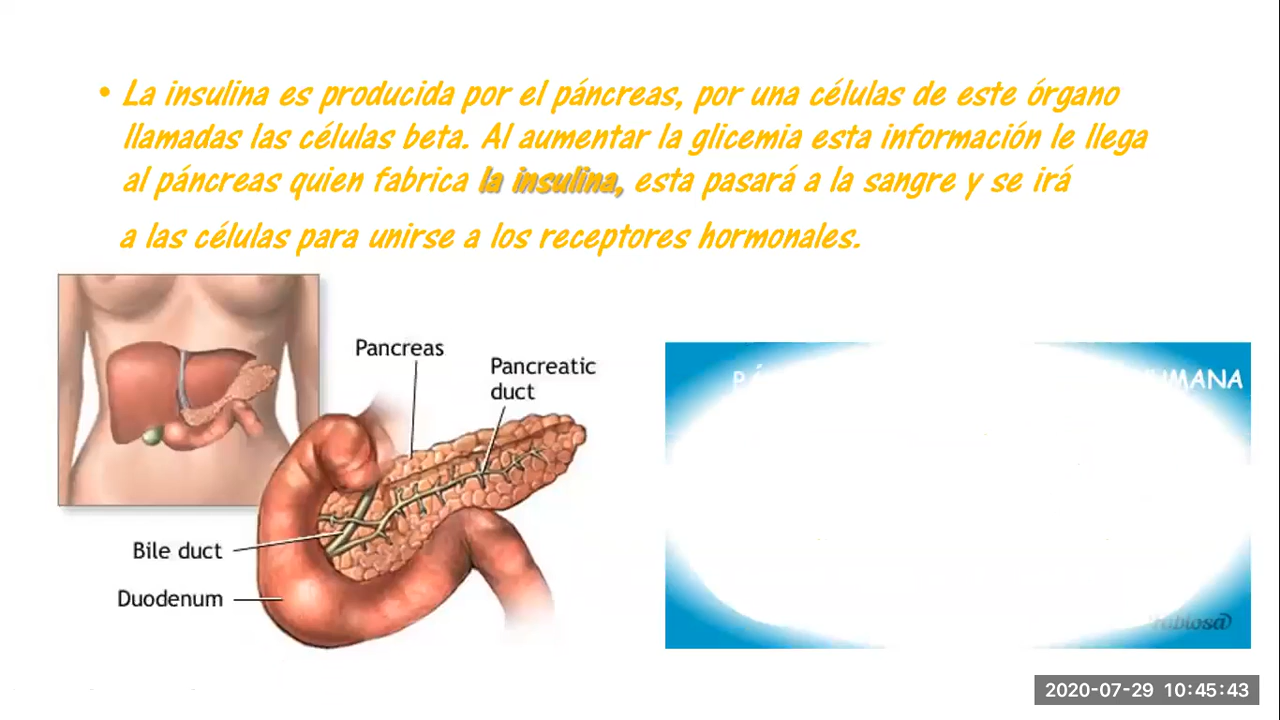 • La insulina es producida por el páncreas, por una células de este órgano
llamadas las células beta. Al aumentar la glicemia esta información le llega
al páncreas quien fabrica la insulina, esta pasará a la sangre y se irá
a las células para unirse a los receptores hormonales.
Pancreas
Pancreatic
duct
Bile duct
Duodenum
2020-07-29 10:45:43